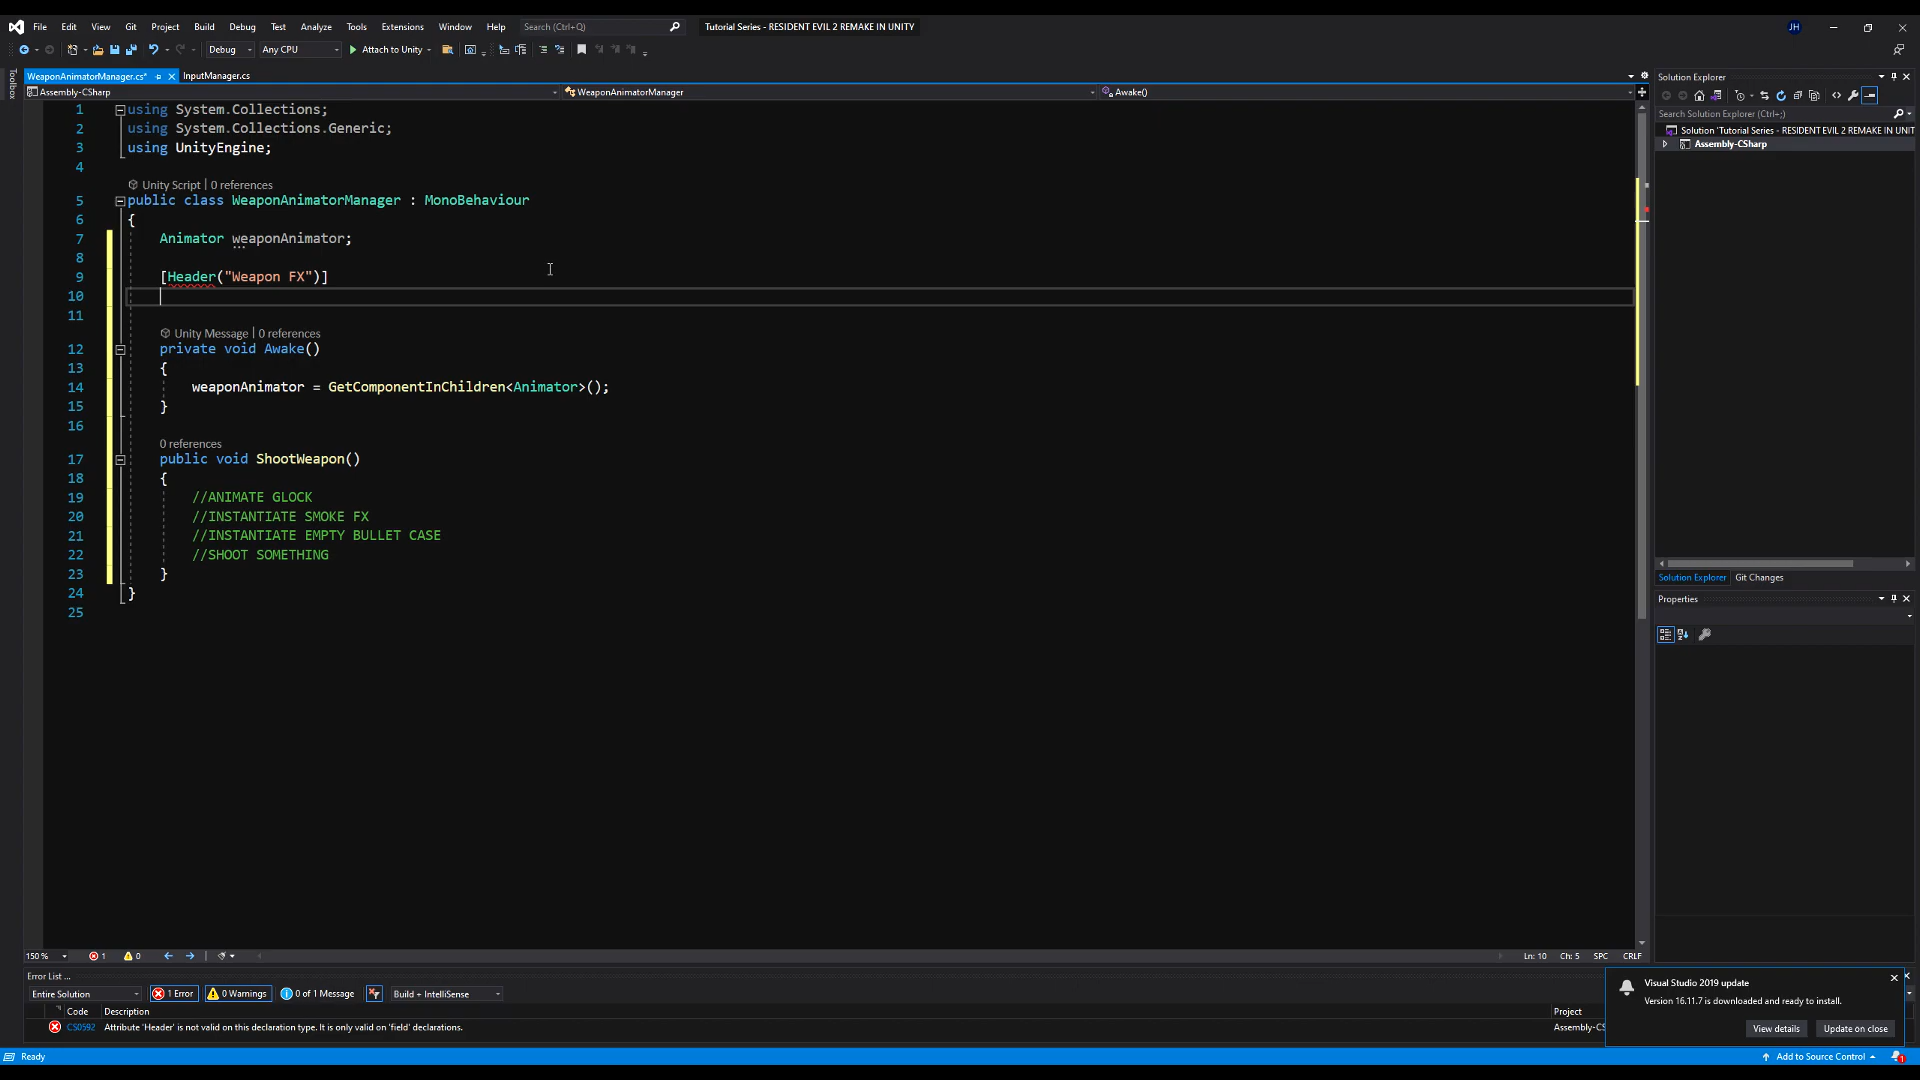 File Edit View Git Project Build Debug Test Analyze Tools Extensions Window Help Search (Ctrl+Q) Tutorial Series - RESIDENT EVIL 2 REMAKE IN UNITY JH
Debug Any CPU Attach to Unity
Toolbox
WeaponAnimatorManager.cs* InputManager.cs
Assembly-CSharp WeaponAnimatorManager Awake()
1 using System.Collections;
2 using System.Collections.Generic;
3 using UnityEngine;
4
Unity Script | 0 references
5 public class WeaponAnimatorManager : MonoBehaviour
6 {
7 Animator weaponAnimator;
8
9 [Header("Weapon FX")]
10
11
Unity Message | 0 references
12 private void Awake()
13 {
14 weaponAnimator = GetComponentInChildren<Animator>();
15 }
16
0 references
17 public void ShootWeapon()
18 {
19 //ANIMATE GLOCK
20 //INSTANTIATE SMOKE FX
21 //INSTANTIATE EMPTY BULLET CASE
22 //SHOOT SOMETHING
23 }
24 }
25
150 % 1 0 Ln: 10 Ch: 5 SPC CRLF
Error List ...
Entire Solution 1 Error 0 Warnings 0 of 1 Message Build + IntelliSense
Code Description Project
CS0592 Attribute 'Header' is not valid on this declaration type. It is only valid on 'field' declarations. Assembly-CS
Ready
Solution Explorer
Search Solution Explorer (Ctrl+;)
Solution 'Tutorial Series - RESIDENT EVIL 2 REMAKE IN UNIT
Assembly-CSharp
Solution Explorer Git Changes
Properties
Visual Studio 2019 update
Version 16.11.7 is downloaded and ready to install.
View details Update on close
Add to Source Control 1